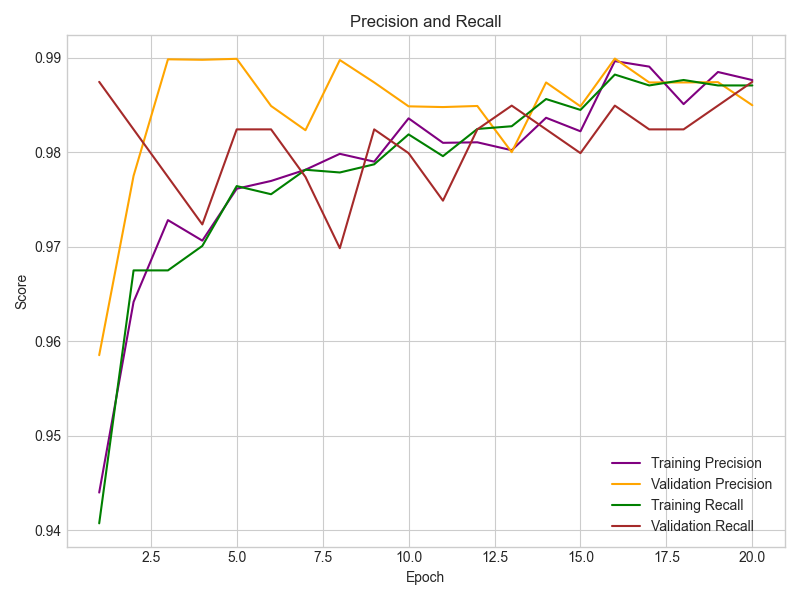 Precision and Recall
Score
0.99
0.98
0.97
0.96
0.95
0.94
2.5 5.0 7.5 10.0 12.5 15.0 17.5 20.0
Epoch
Training Precision
Validation Precision
Training Recall
Validation Recall